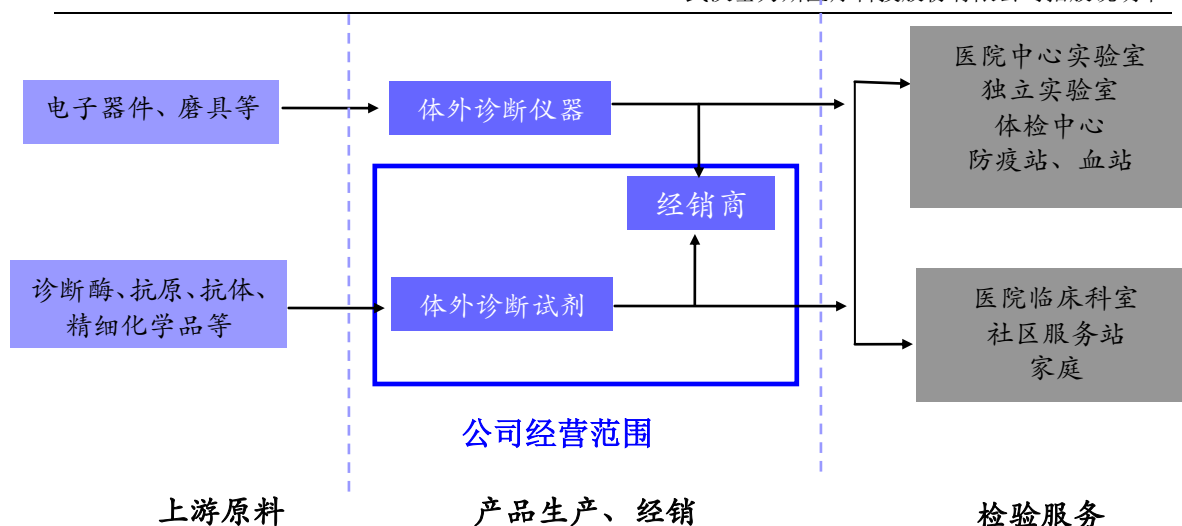 电子器件、磨具等
体外诊断仪器
医院中心实验室
独立实验室
体检中心
防疫站、血站
经销商
诊断酶、抗原、抗体、
精细化学品等
体外诊断试剂
医院临床科室
社区服务站
家庭
公司经营范围
上游原料
产品生产、经销
检验服务